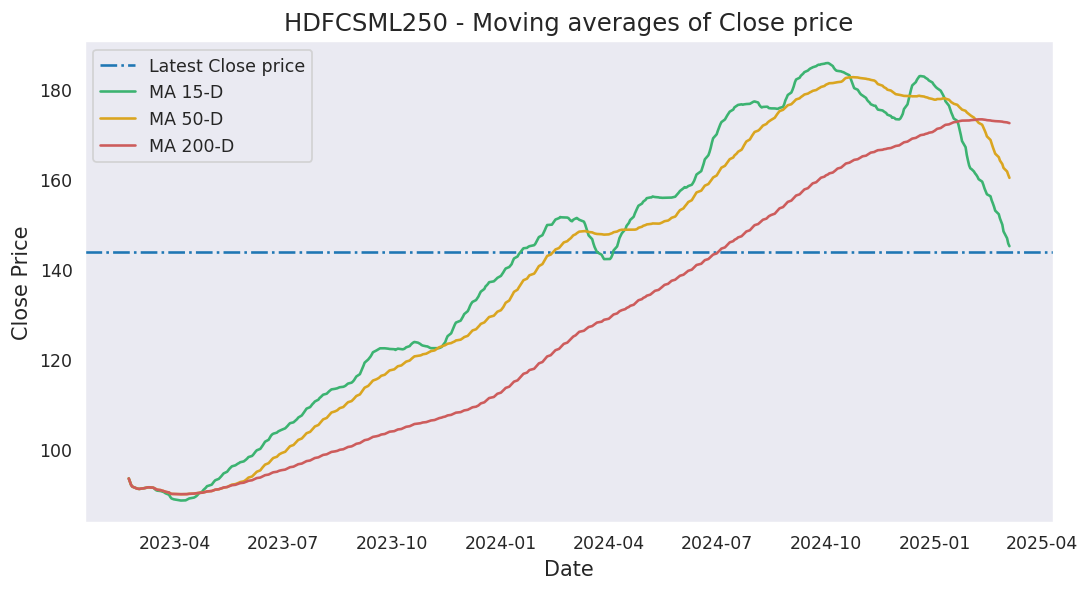 HDFCSML250 - Moving averages of Close price
Latest Close price
MA 15-D
MA 50-D
MA 200-D
Close Price
180
160
140
120
100
2023-04 2023-07 2023-10 2024-01 2024-04 2024-07 2024-10 2025-01 2025-04
Date